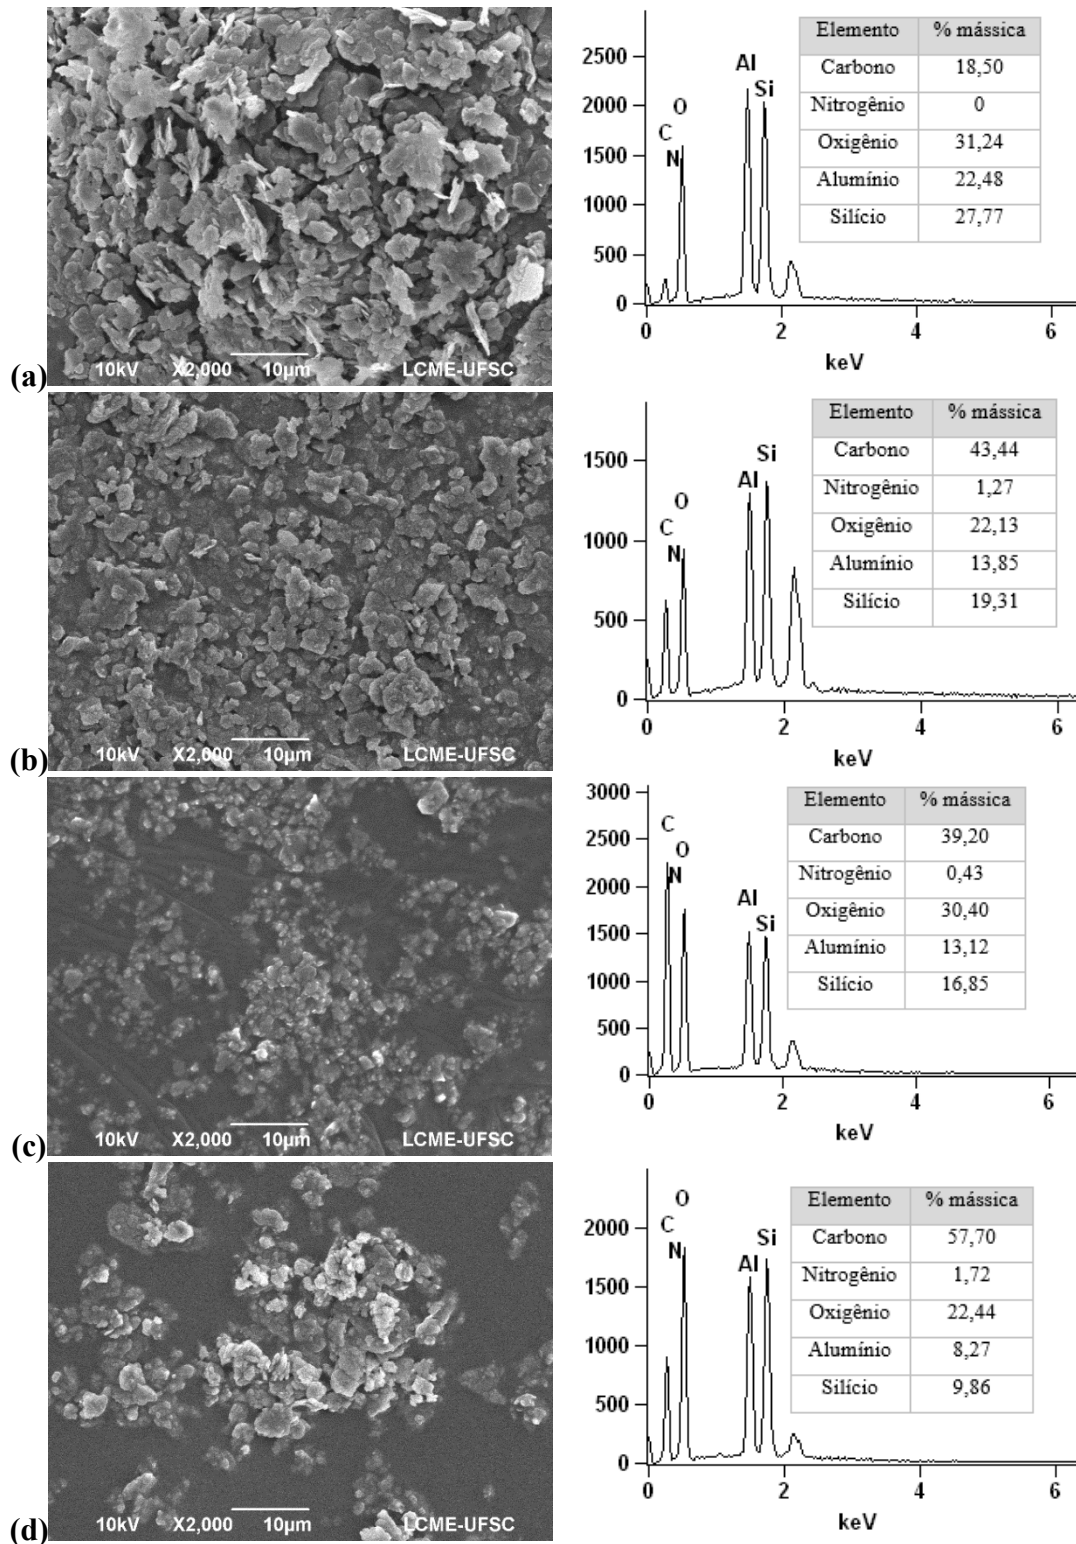 (a)
10kV X2,000 10µm LCME-UFSC
2500
2000
1500
1000
500
0
C
N
O
Al
Si
0 2 4 6
keV
Elemento % mássica
Carbono 18,50
Nitrogênio 0
Oxigênio 31,24
Alumínio 22,48
Silício 27,77
(b)
10kV X2,000 10µm LCME-UFSC
1500
1000
500
0
C
N
O
Al
Si
0 2 4 6
keV
Elemento % mássica
Carbono 43,44
Nitrogênio 1,27
Oxigênio 22,13
Alumínio 13,85
Silício 19,31
(c)
10kV X2,000 10µm LCME-UFSC
3000
2500
2000
1500
1000
500
0
C
N
O
Al
Si
0 2 4 6
keV
Elemento % mássica
Carbono 39,20
Nitrogênio 0,43
Oxigênio 30,40
Alumínio 13,12
Silício 16,85
(d)
10kV X2,000 10µm LCME-UFSC
2000
1500
1000
500
0
C
N
O
Al
Si
0 2 4 6
keV
Elemento % mássica
Carbono 57,70
Nitrogênio 1,72
Oxigênio 22,44
Alumínio 8,27
Silício 9,86